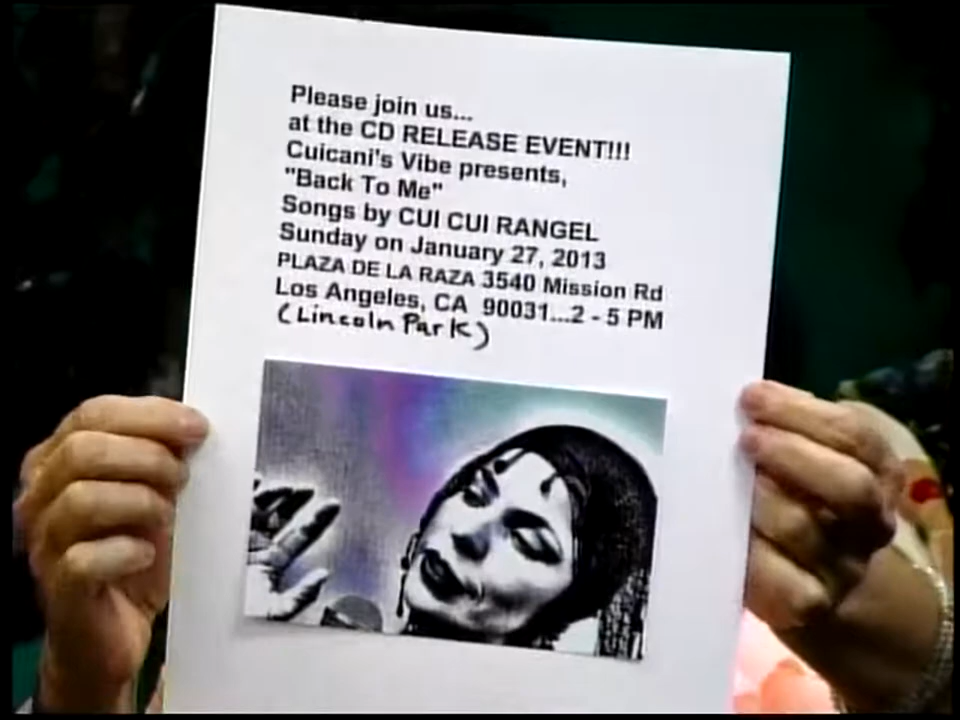 Please join us...
at the CD RELEASE EVENT!!!
Cuicani's Vibe presents,
"Back To Me"
Songs by CUI CUI RANGEL
Sunday on January 27, 2013
PLAZA DE LA RAZA 3540 Mission Rd
Los Angeles, CA 90031...2 - 5 PM
(Lincoln Park)